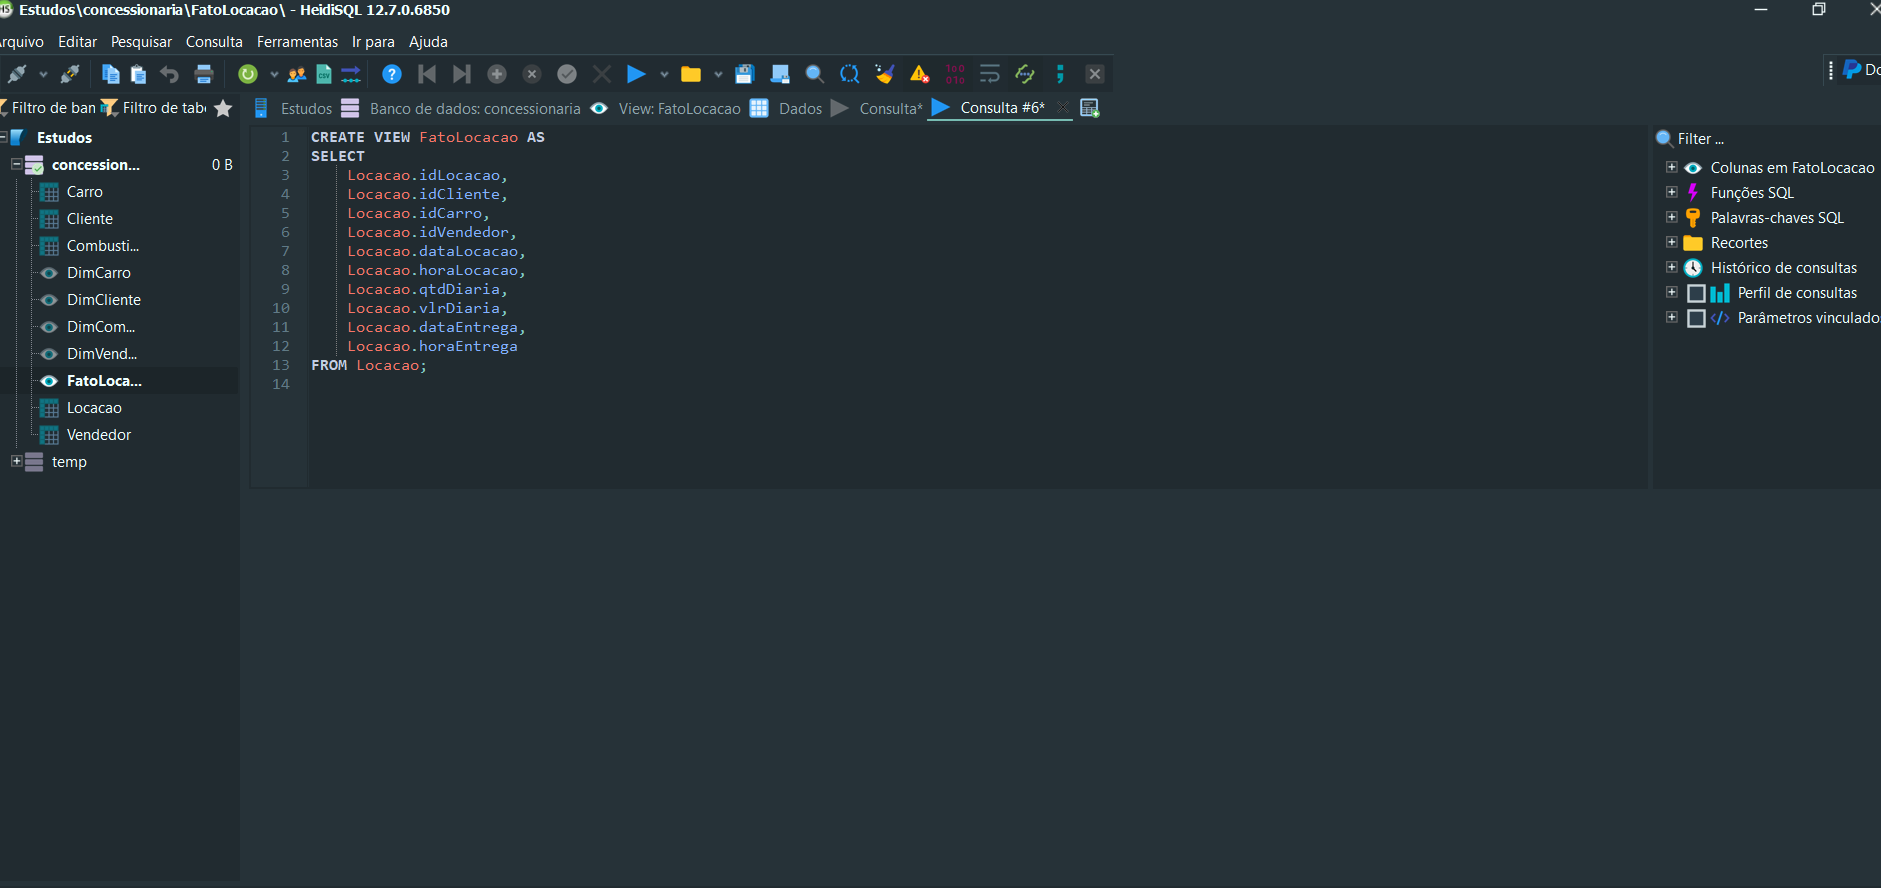 Estudos\concessionaria\FatoLocacao\ - HeidiSQL 12.7.0.6850
rquivo Editar Pesquisar Consulta Ferramentas Ir para Ajuda
Filtro de ban Filtro de tab
Estudos Banco de dados: concessionaria View: FatoLocacao Dados Consulta* Consulta #6*
Estudos
concession... 0 B
Carro
Cliente
Combusti...
DimCarro
DimCliente
DimCom...
DimVend...
FatoLoca...
Locacao
Vendedor
temp
1 CREATE VIEW FatoLocacao AS
2 SELECT
3 Locacao.idLocacao,
4 Locacao.idCliente,
5 Locacao.idCarro,
6 Locacao.idVendedor,
7 Locacao.dataLocacao,
8 Locacao.horaLocacao,
9 Locacao.qtdDiaria,
10 Locacao.vlrDiaria,
11 Locacao.dataEntrega,
12 Locacao.horaEntrega
13 FROM Locacao;
14
Filter ...
Colunas em FatoLocacao
Funções SQL
Palavras-chaves SQL
Recortes
Histórico de consultas
Perfil de consultas
Parâmetros vinculado